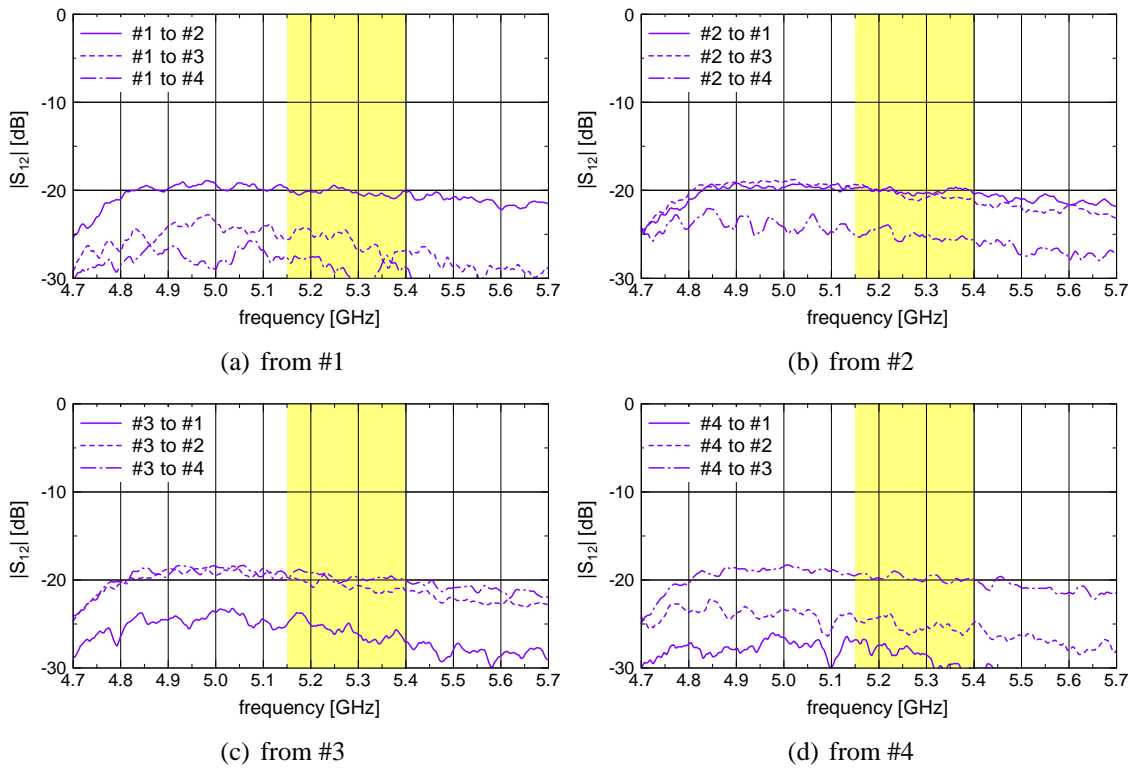 #1 to #2
#1 to #3
#1 to #4
0
-10
-20
-30
|S12| [dB]
4.7 4.8 4.9 5.0 5.1 5.2 5.3 5.4 5.5 5.6 5.7
frequency [GHz]
(a) from #1
#2 to #1
#2 to #3
#2 to #4
0
-10
-20
-30
|S12| [dB]
4.7 4.8 4.9 5.0 5.1 5.2 5.3 5.4 5.5 5.6 5.7
frequency [GHz]
(b) from #2
#3 to #1
#3 to #2
#3 to #4
0
-10
-20
-30
|S12| [dB]
4.7 4.8 4.9 5.0 5.1 5.2 5.3 5.4 5.5 5.6 5.7
frequency [GHz]
(c) from #3
#4 to #1
#4 to #2
#4 to #3
0
-10
-20
-30
|S12| [dB]
4.7 4.8 4.9 5.0 5.1 5.2 5.3 5.4 5.5 5.6 5.7
frequency [GHz]
(d) from #4